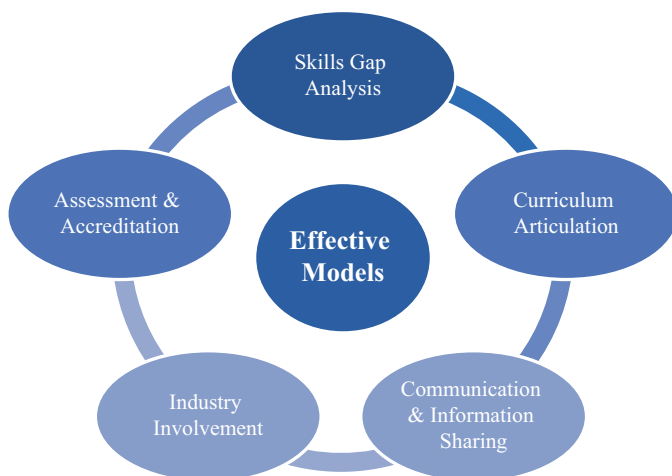 Skills Gap
Analysis
Curriculum
Articulation
Communication
& Information
Sharing
Industry
Involvement
Assessment &
Accreditation
Effective
Models